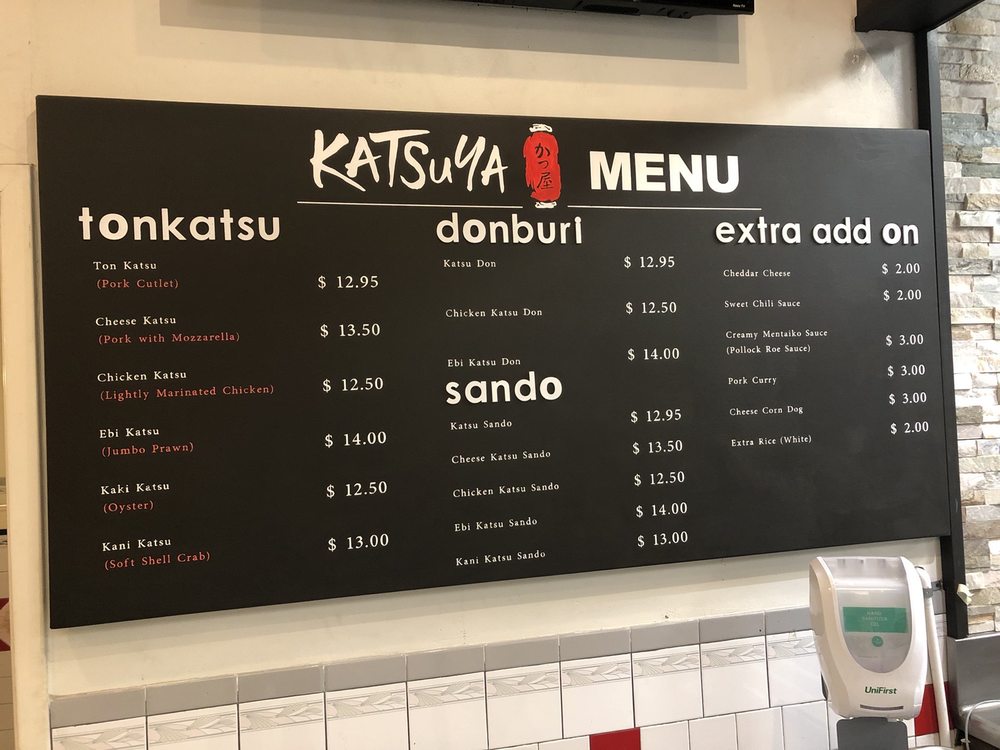 KATSUYA かつ屋 MENU
tonkatsu
Ton Katsu
(Pork Cutlet)
$ 12.95
Cheese Katsu
(Pork with Mozzarella)
$ 13.50
Chicken Katsu
(Lightly Marinated Chicken)
$ 12.50
Ebi Katsu
(Jumbo Prawn)
$ 14.00
Kaki Katsu
(Oyster)
$ 12.50
Kani Katsu
(Soft Shell Crab)
$ 13.00
donburi
Katsu Don $ 12.95
Chicken Katsu Don $ 12.50
Ebi Katsu Don $ 14.00
sando
Katsu Sando $ 12.95
Cheese Katsu Sando $ 13.50
Chicken Katsu Sando $ 12.50
Ebi Katsu Sando $ 14.00
Kani Katsu Sando $ 13.00
extra add on
Cheddar Cheese $ 2.00
Sweet Chili Sauce $ 2.00
Creamy Mentaiko Sauce
(Pollock Roe Sauce)
$ 3.00
Pork Curry $ 3.00
Cheese Corn Dog $ 3.00
Extra Rice (White) $ 2.00
HAND
SANITIZER
GEL
UniFirst